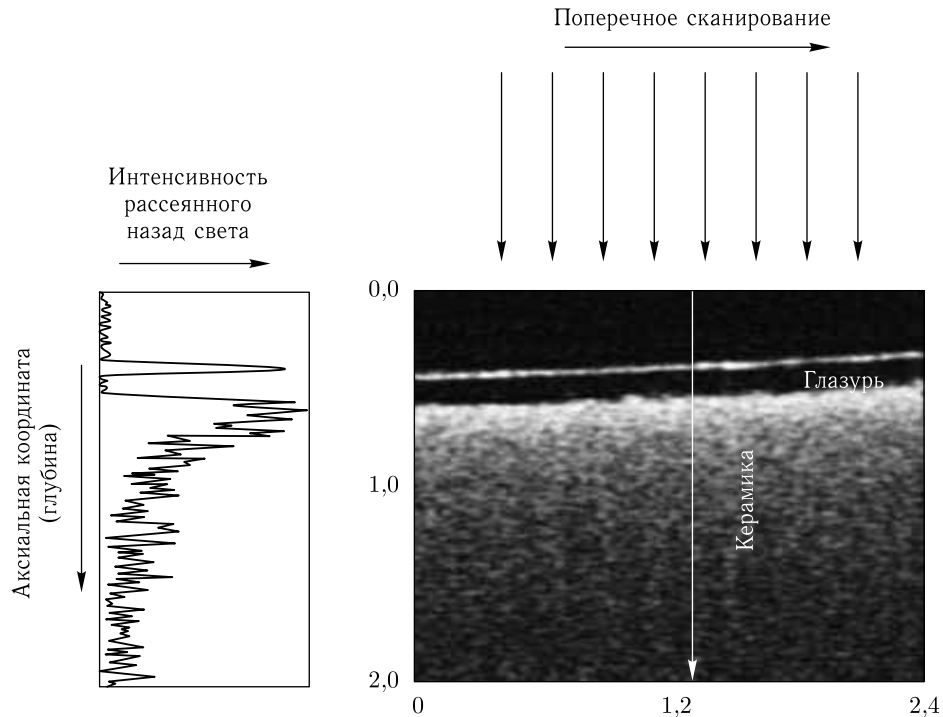 Поперечное сканирование
Интенсивность
рассеянного
назад света
Аксиальная координата
(глубина)
0,0
1,0
2,0
Глазурь
Керамика
0
1,2
2,4